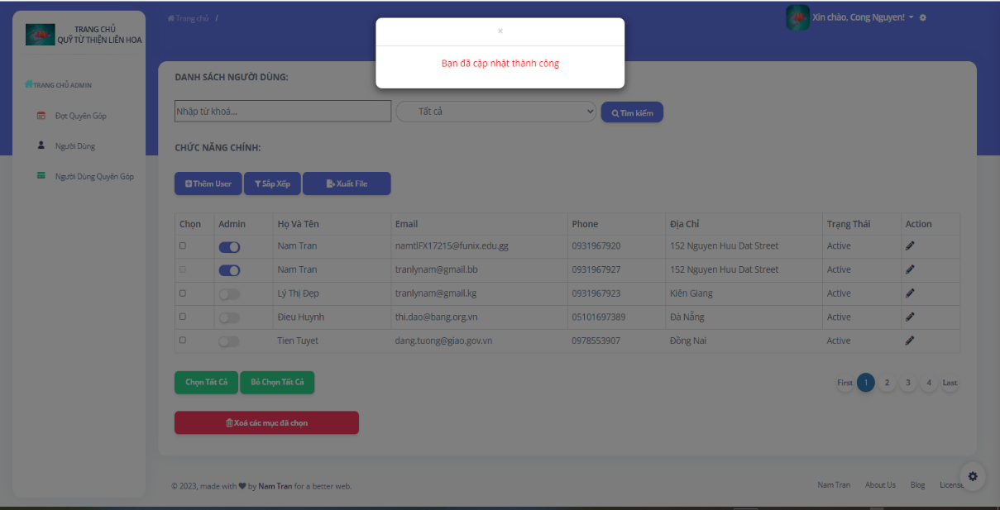 TRANG CHỦ
QUỸ TỪ THIỆN LIÊN HOA
Trang chủ /
Xin chào, Cong Nguyen!
×
Bạn đã cập nhật thành công
TRANG CHỦ ADMIN
Đợt Quyên Góp
Người Dùng
Người Dùng Quyên Góp
DANH SÁCH NGƯỜI DÙNG:
Nhập từ khoá... Tất cả Tìm kiếm
CHỨC NĂNG CHÍNH:
Thêm User Sắp Xếp Xuất File
Chọn Admin Họ Và Tên Email Phone Địa Chỉ Trạng Thái Action
Nam Tran namtlFX17215@funix.edu.gg 0931967920 152 Nguyen Huu Dat Street Active
Nam Tran tranlynam@gmail.bb 0931967927 152 Nguyen Huu Dat Street Active
Lý Thị Đẹp tranlynam@gmail.kg 0931967923 Kiên Giang Active
Đieu Huynh thi.dao@bang.org.vn 05101697389 Đà Nẵng Active
Tien Tuyet dang.tuong@giao.gov.vn 0978553907 Đồng Nai Active
Chọn Tất Cả Bỏ Chọn Tất Cả
First 1 2 3 4 Last
Xoá các mục đã chọn
© 2023, made with ♥ by Nam Tran for a better web.
Nam Tran About Us Blog License